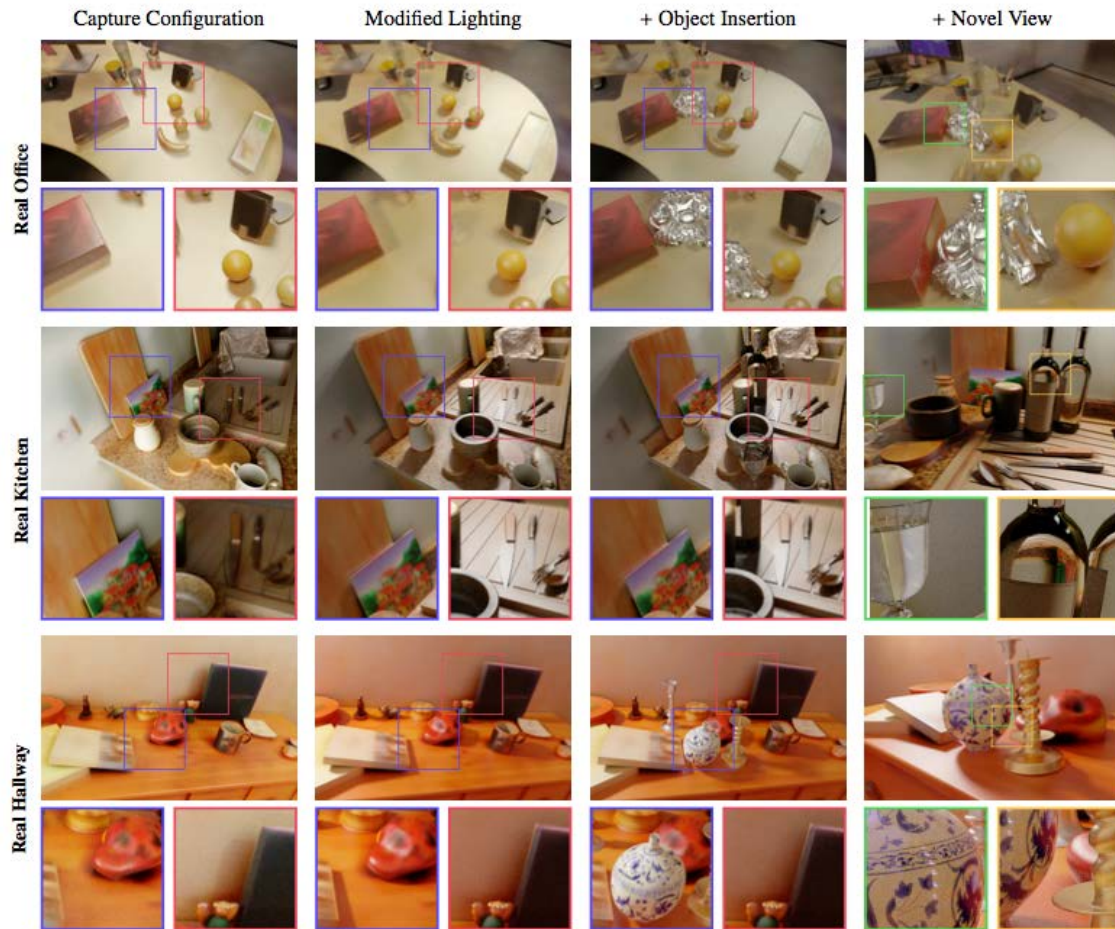 Capture Configuration
Modified Lighting
+ Object Insertion
+ Novel View
Real Office
Real Kitchen
Real Hallway